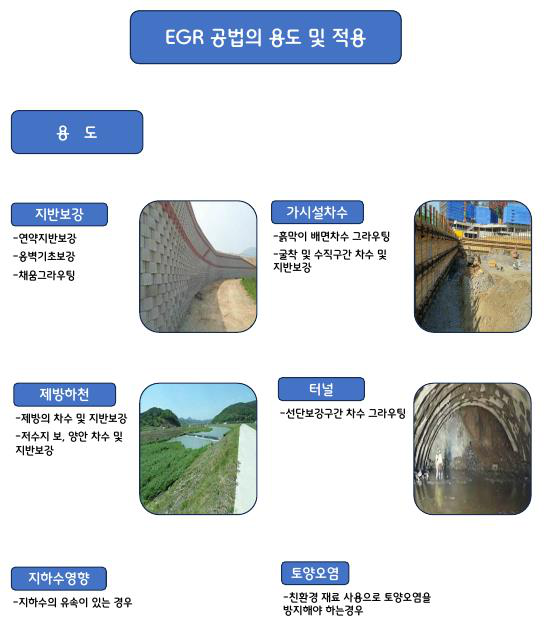 EGR 공법의 용도 및 적용
용 도
지반보강
-연약지반보강
-옹벽기초보강
-채움그라우팅
가시설차수
-흙막이 배면차수 그라우팅
-굴착 및 수직구간 차수 및
지반보강
제방하천
-제방의 차수 및 지반보강
-저수지 보, 양안 차수 및
지반보강
터널
-선단보강구간 차수 그라우팅
지하수영향
-지하수의 유속이 있는 경우
토양오염
-친환경 재료 사용으로 토양오염을
방지해야 하는경우